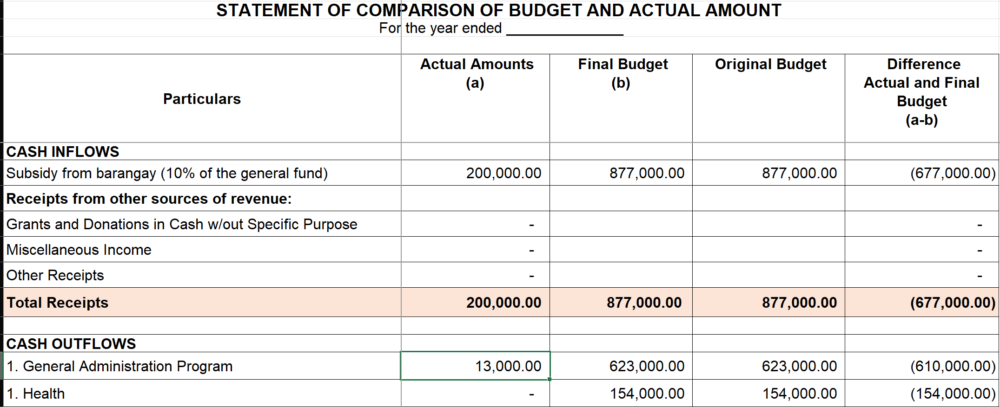 STATEMENT OF COMPARISON OF BUDGET AND ACTUAL AMOUNT
For the year ended _______________
Particulars
Actual Amounts
(a)
Final Budget
(b)
Original Budget
Difference
Actual and Final
Budget
(a-b)
CASH INFLOWS
Subsidy from barangay (10% of the general fund) 200,000.00 877,000.00 877,000.00 (677,000.00)
Receipts from other sources of revenue:
Grants and Donations in Cash w/out Specific Purpose - -
Miscellaneous Income - -
Other Receipts - -
Total Receipts 200,000.00 877,000.00 877,000.00 (677,000.00)
CASH OUTFLOWS
1. General Administration Program 13,000.00 623,000.00 623,000.00 (610,000.00)
1. Health - 154,000.00 154,000.00 (154,000.00)